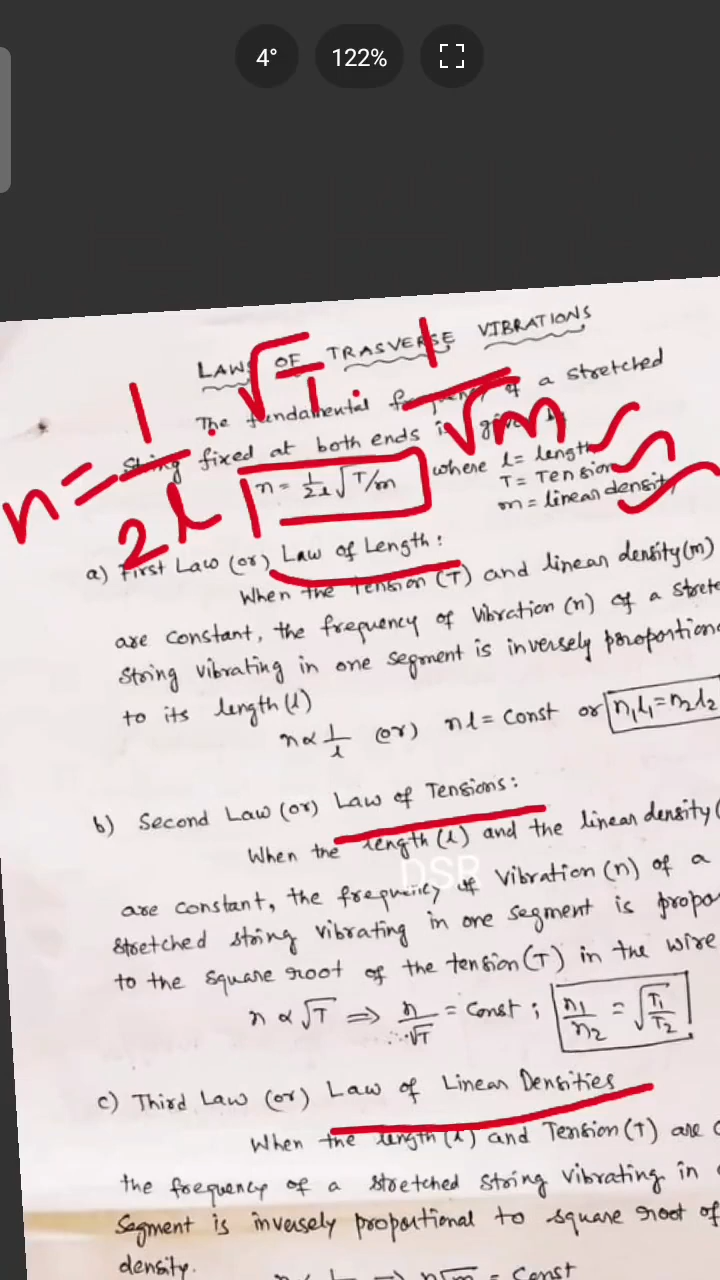 4°
122%
LAWS OF TRASVERSE VIBRATIONS
The fundamental frequency of a stretched
string fixed at both ends is given by
n = 1/2l √T/m where l = length
T = Tension
m = linear density
n = 1/2l √T 1/√m
a) First Law (or) Law of Length:
When the Tension (T) and linear density (m)
are constant, the frequency of vibration (n) of a stretc
string vibrating in one segment is inversely proportiona
to its length (l)
n ∝ 1/l (or) nl = Const or n₁l₁ = n₂l₂
b) Second Law (or) Law of Tensions:
When the length (l) and the linear density (
DSR
are constant, the frequency of vibration (n) of a
stretched string vibrating in one segment is propo
to the square root of the tension (T) in the wire
n ∝ √T ⇒ n/√T = Const ; n₁/n₂ = √T₁/T₂
c) Third Law (or) Law of Linear Densities
When the length (l) and Tension (T) are c
the frequency of a stretched string vibrating in
segment is inversely proportional to square root of
density.
= Const